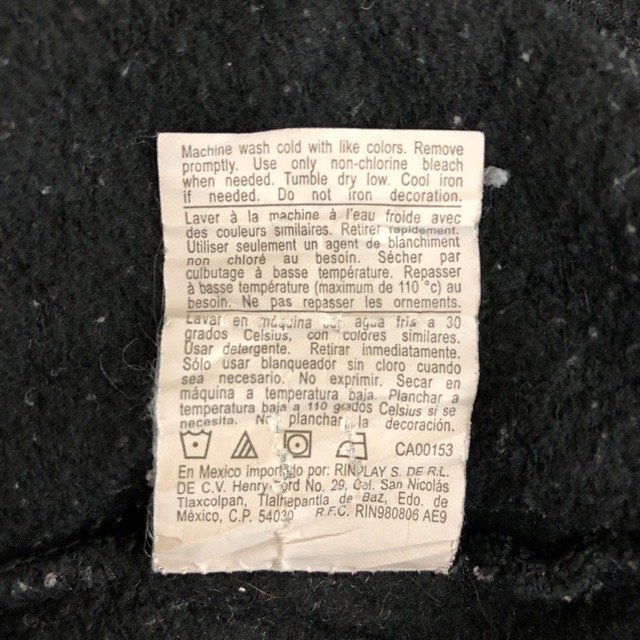 Machine wash cold with like colors. Remove
promptly. Use only non-chlorine bleach
when needed. Tumble dry low. Cool iron
if needed. Do not iron decoration.
Laver à la machine à l'eau froide avec
des couleurs similaires. Retirer rapidement.
Utiliser seulement un agent de blanchiment
non chloré au besoin. Sécher par
culbutage à basse température. Repasser
à basse température (maximum de 110 °c) au
besoin. Ne pas repasser les ornements.
Lavar en máquina con agua fria a 30
grados Celsius, con colores similares.
Usar detergente. Retirar inmediatamente.
Sólo usar blanqueador sin cloro cuando
sea necesario. No exprimir. Secar en
máquina a temperatura baja. Planchar a
temperatura baja a 110 grados Celsius si se
necesita. No planchar la decoración.
CA00153
En Mexico importado por: RINPLAY S. DE R.L.
DE C.V. Henry Ford No. 29, Col. San Nicolás
Tlaxcolpan, Tlalnepantla de Baz, Edo. de
México, C.P. 54030 R.F.C. RIN980806 AE9